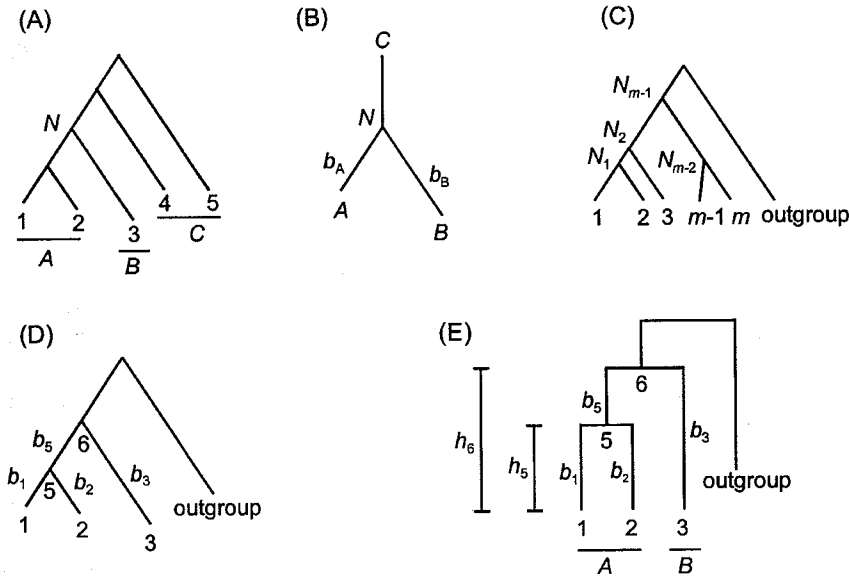 (A)
N
1 2 3 4 5
A B C
(B)
C
N
b_A b_B
A
B
(C)
N_{m-1}
N_2
N_1 N_{m-2}
1 2 3 m-1 m outgroup
(D)
b_5 6
b_1 5 b_2 b_3
outgroup
1 2 3
(E)
6
b_5
h_6 5 b_3
h_5 b_1 b_2
outgroup
1 2 3
A B